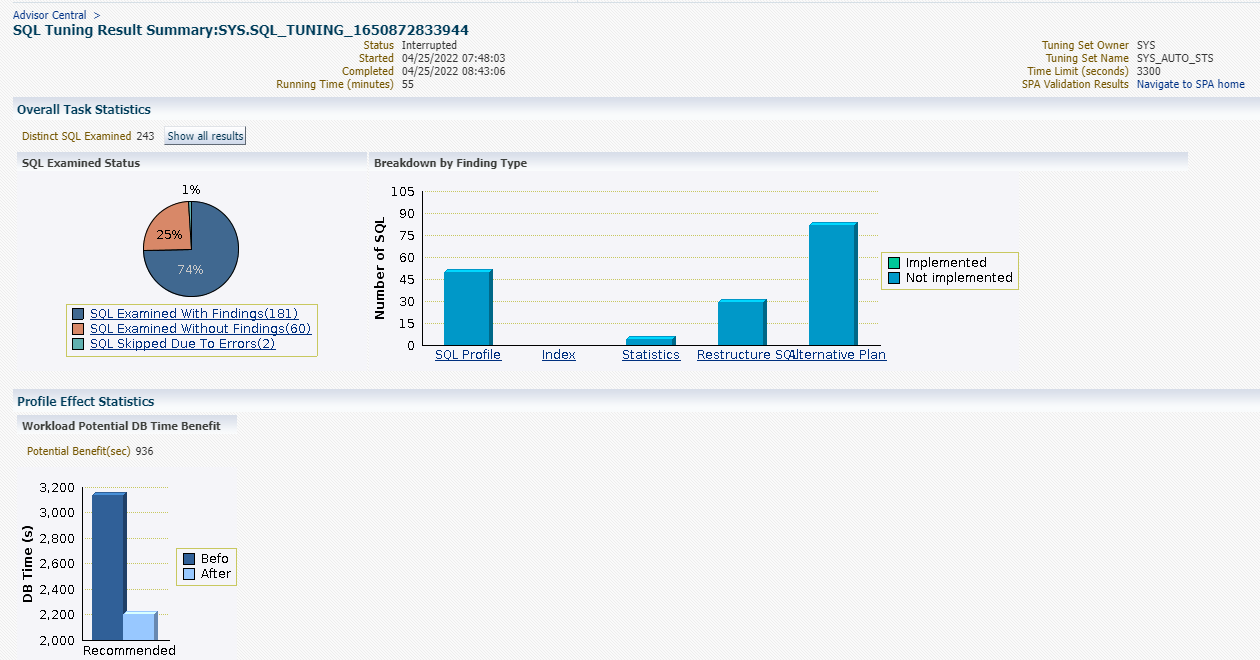 Advisor Central >
SQL Tuning Result Summary:SYS.SQL_TUNING_1650872833944
Status Interrupted
Started 04/25/2022 07:48:03
Completed 04/25/2022 08:43:06
Running Time (minutes) 55
Tuning Set Owner SYS
Tuning Set Name SYS_AUTO_STS
Time Limit (seconds) 3300
SPA Validation Results Navigate to SPA home
Overall Task Statistics
Distinct SQL Examined 243 Show all results
SQL Examined Status
1%
25%
74%
SQL Examined With Findings(181)
SQL Examined Without Findings(60)
SQL Skipped Due To Errors(2)
Breakdown by Finding Type
Number of SQL
105
90
75
60
45
30
15
0
SQL Profile
Index
Statistics
Restructure SQL
Alternative Plan
Implemented
Not implemented
Profile Effect Statistics
Workload Potential DB Time Benefit
Potential Benefit(sec) 936
DB Time (s)
3,200
3,000
2,800
2,600
2,400
2,200
2,000
Recommended
Befo
After